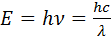 E = hν = hc/λ